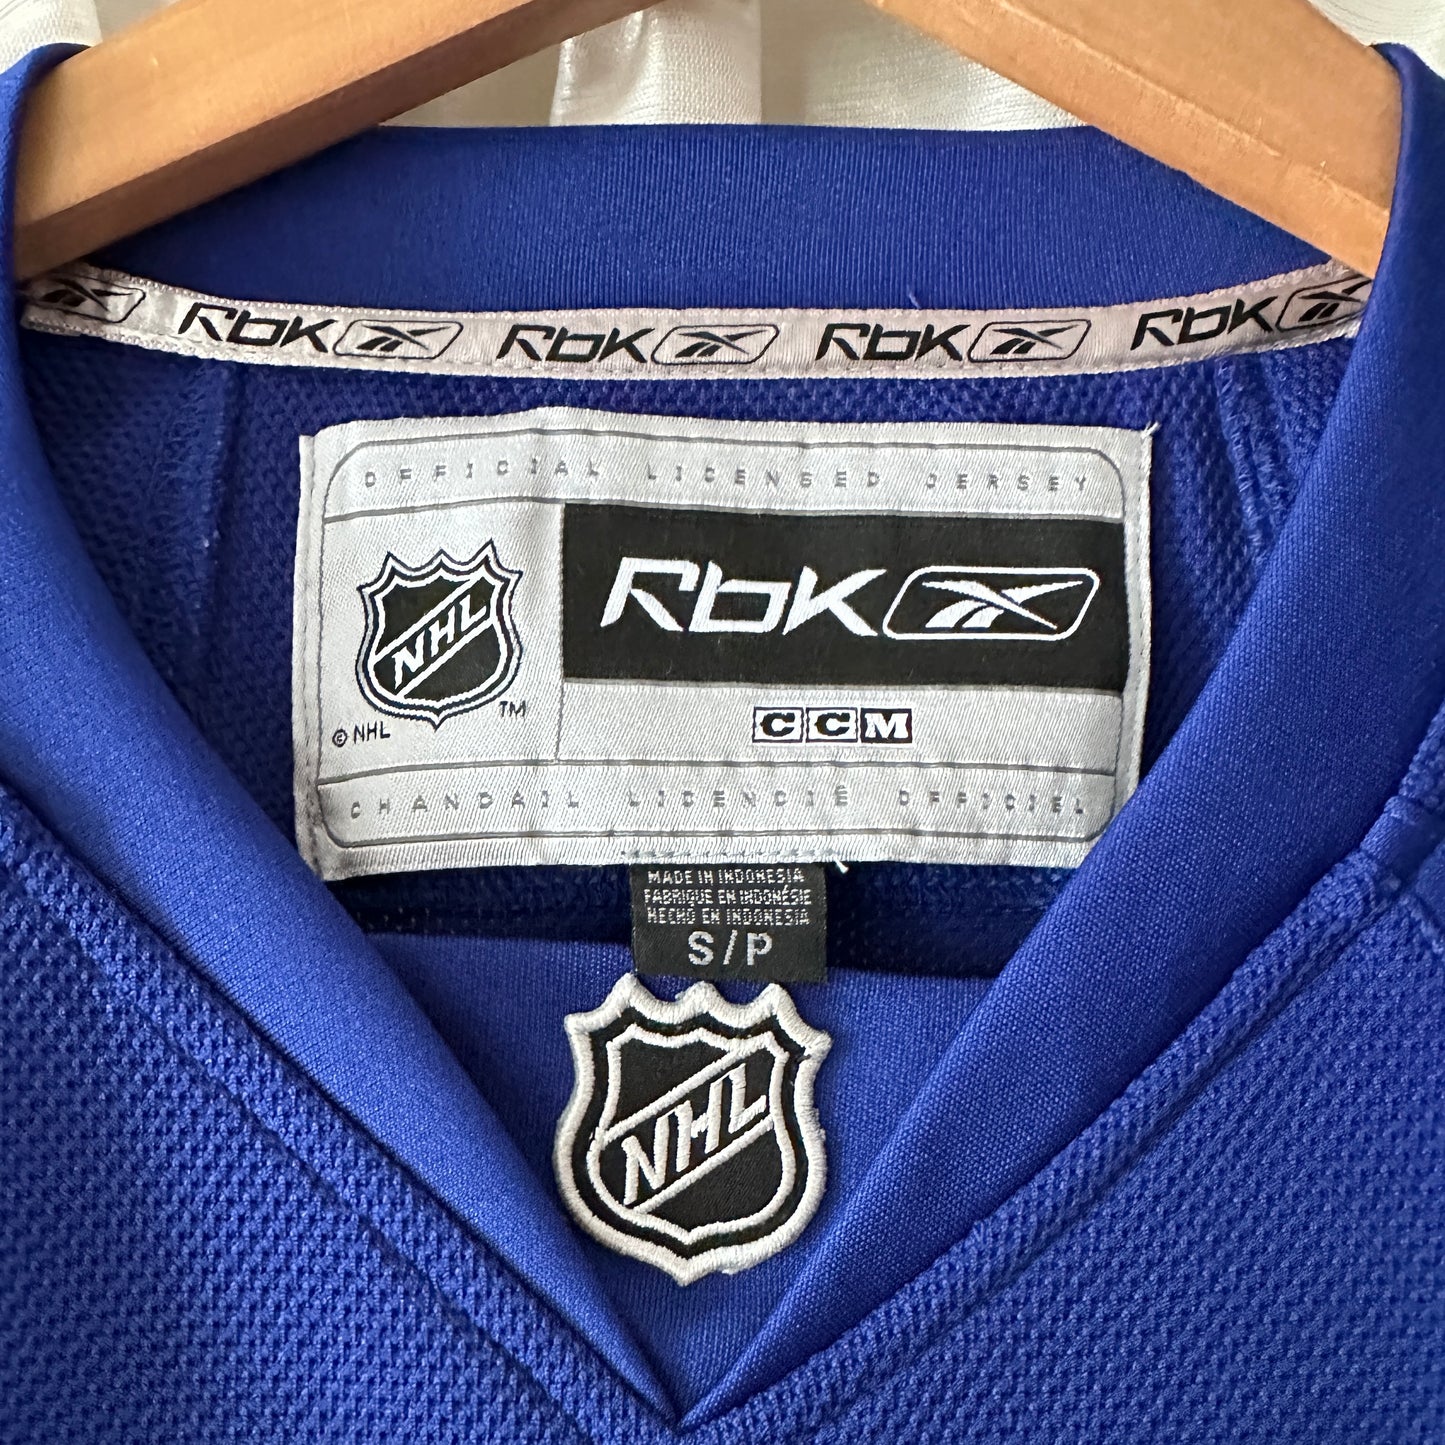 RbK RbK RbK RbK
OFFICIAL LICENSED JERSEY
NHL
RbK
TM
© NHL
CCM
CHANDAIL LICENCIÉ OFFICIEL
MADE IN INDONESIA
FABRIQUE EN INDONÉSIE
HECHO EN INDONESIA
S/P
NHL